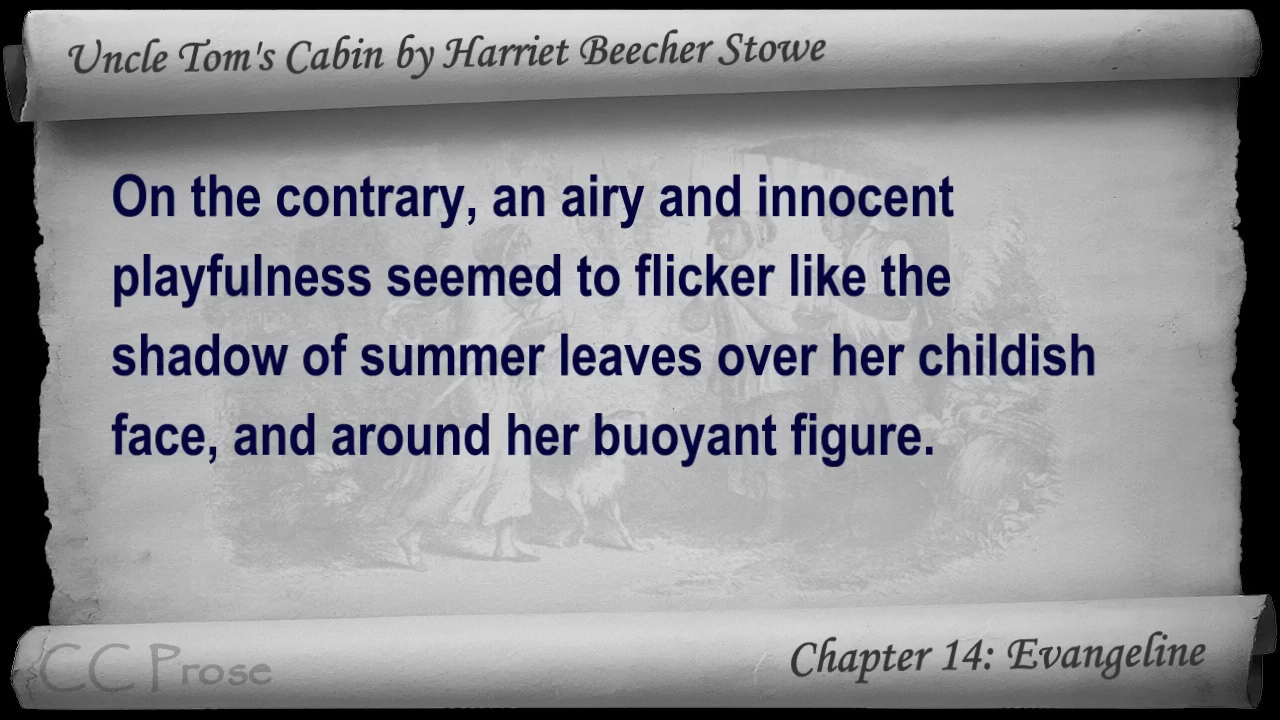 Uncle Tom's Cabin by Harriet Beecher Stowe
On the contrary, an airy and innocent
playfulness seemed to flicker like the
shadow of summer leaves over her childish
face, and around her buoyant figure.
CC Prose
Chapter 14: Evangeline